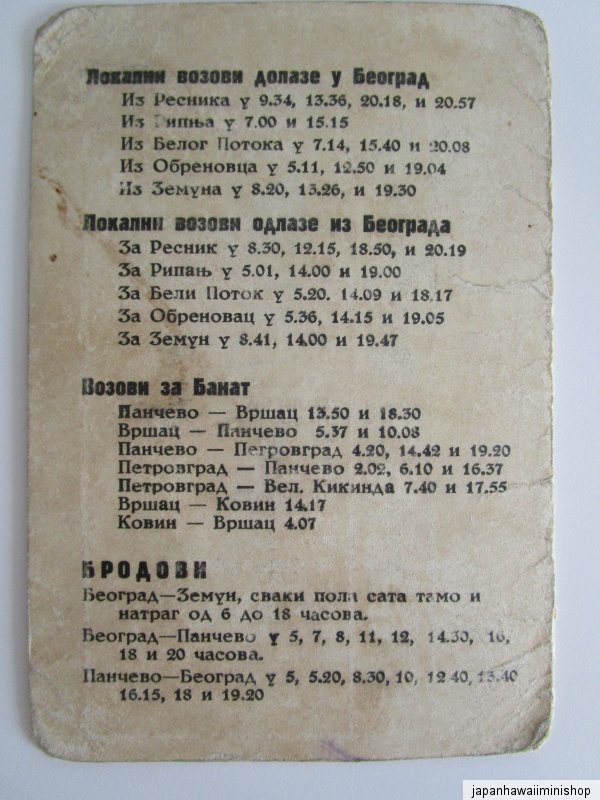 Локални возови долазе у Београд
Из Ресника у 9.34, 13.36, 20.18, и 20.57
Из Рипња у 7.00 и 15.15
Из Белог Потока у 7.14, 15.40 и 20.08
Из Обреновца у 5.11, 12.50 и 19.04
Из Земуна у 8.20, 13.26, и 19.30
Локални возови одлазе из Београда
За Ресник у 8.30, 12.15, 18.50, и 20.19
За Рипањ у 5.01, 14.00 и 19.00
За Бели Поток у 5.20. 14.09 и 18.17
За Обреновац у 5.36, 14.15 и 19.05
За Земун у 8.41, 14.00 и 19.47
Возови за Банат
Панчево — Вршац 13.50 и 18.30
Вршац — Панчево 5.37 и 10.08
Панчево — Петровград 4.20, 14.42 и 19.20
Петровград — Панчево 2.02, 6.10 и 16.37
Петровград — Вел. Кикинда 7.40 и 17.55
Вршац — Ковин 14.17
Ковин — Вршац 4.07
БРОДОВИ
Београд—Земун, сваки пола сата тамо и
натраг од 6 до 18 часова.
Београд—Панчево у 5, 7, 8, 11, 12, 14.30, 16,
18 и 20 часова.
Панчево—Београд у 5, 5.20, 8.30, 10, 12.40, 13.40
16.15, 18 и 19.20
japanhawaiiminishop